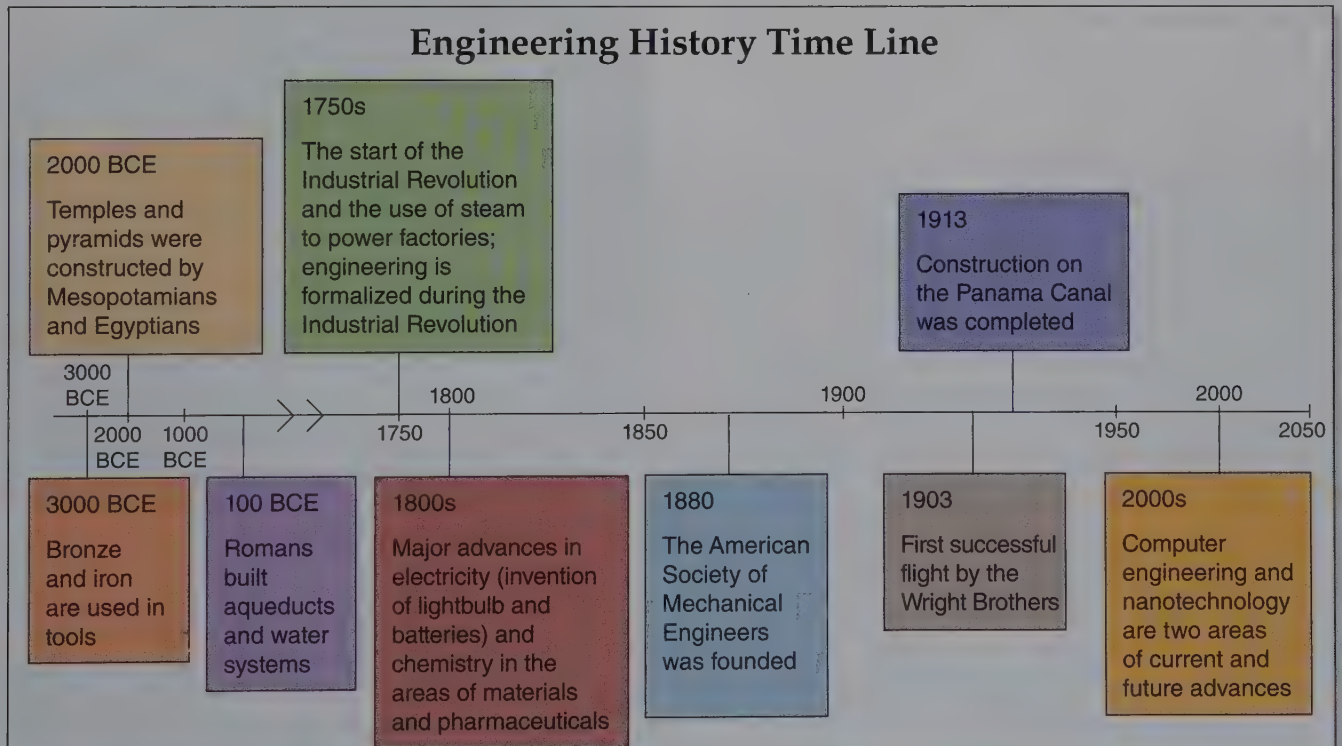 Engineering History Time Line
2000 BCE
Temples and
pyramids were
constructed by
Mesopotamians
and Egyptians
1750s
The start of the
Industrial Revolution
and the use of steam
to power factories;
engineering is
formalized during the
Industrial Revolution
1913
Construction on
the Panama Canal
was completed
3000
BCE
1800
1900
2000
2000
BCE
1000
BCE
1750
1850
1950
2050
3000 BCE
Bronze
and iron
are used in
tools
100 BCE
Romans
built
aqueducts
and water
systems
1800s
Major advances in
electricity (invention
of lightbulb and
batteries) and
chemistry in the
areas of materials
and pharmaceuticals
1880
The American
Society of
Mechanical
Engineers
was founded
1903
First successful
flight by the
Wright Brothers
2000s
Computer
engineering and
nanotechnology
are two areas
of current and
future advances